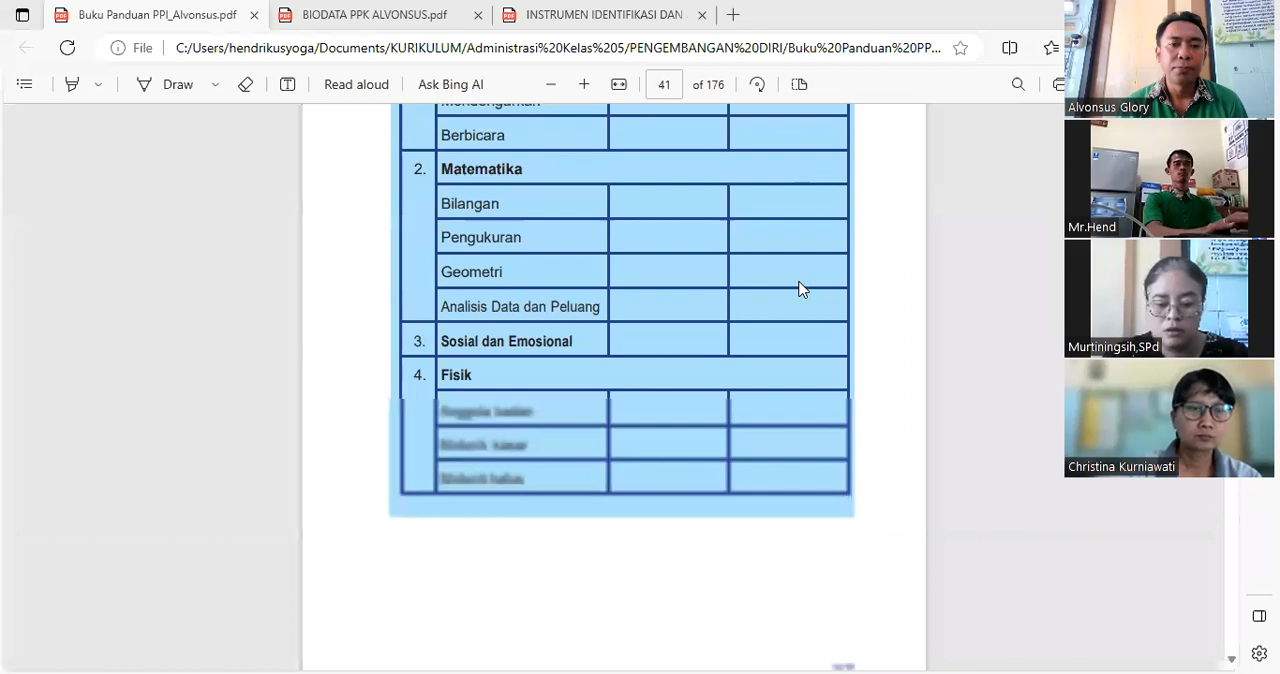 Buku Panduan PPI_Alvonsus.pdf
BIODATA PPK ALVONSUS.pdf
INSTRUMEN IDENTIFIKASI DAN
File
C:/Users/hendrikusyoga/Documents/KURIKULUM/Administrasi%20Kelas%205/PENGEMBANGAN%20DIRI/Buku%20Panduan%20PP...
Draw
Read aloud
Ask Bing AI
41
of 176
Berbicara
2. Matematika
Bilangan
Pengukuran
Geometri
Analisis Data dan Peluang
3. Sosial dan Emosional
4. Fisik
Alvonsus Glory
Mr.Hend
Murtiningsih,SPd
Christina Kurniawati